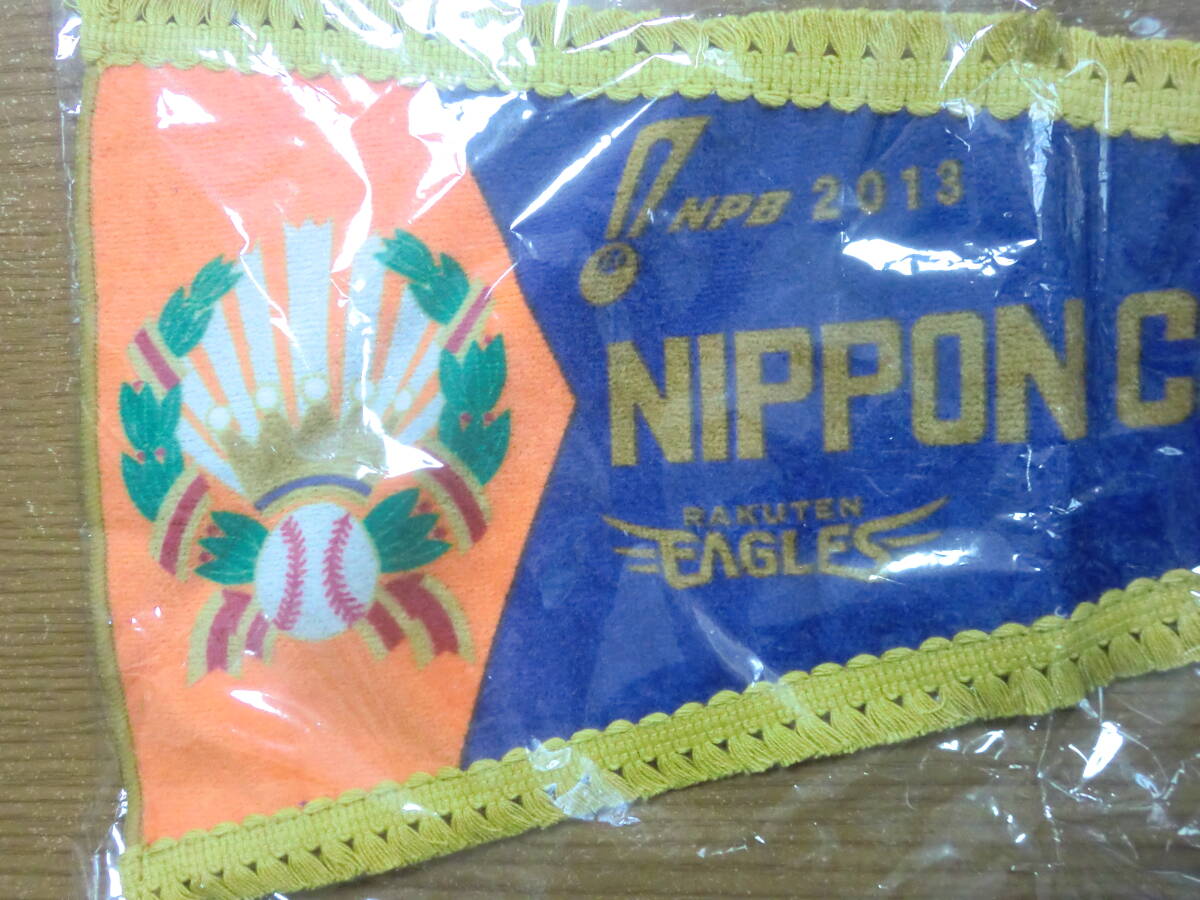 NPB 2013
NIPPON C
RAKUTEN
EAGLES